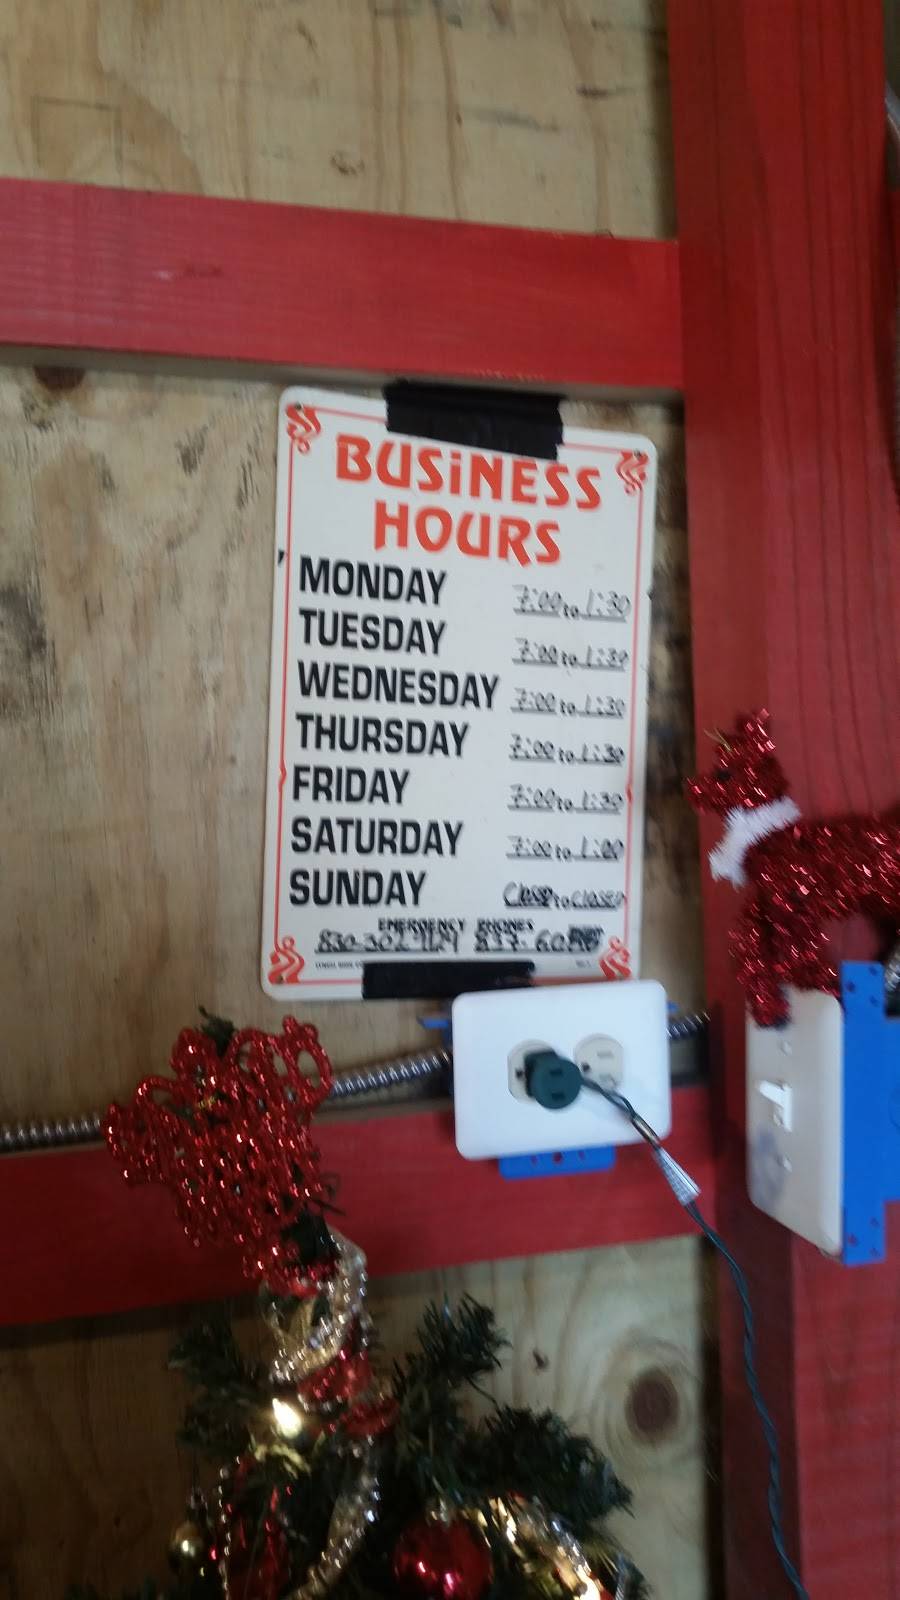 BUSiNESS
HOURS
MONDAY 7:00 to 1:30
TUESDAY 7:00 to 1:30
WEDNESDAY 7:00 to 1:30
THURSDAY 7:00 to 1:30
FRIDAY 7:00 to 1:30
SATURDAY 7:00 to 1:00
SUNDAY Closed to CLOSED
EMERGENCY PHONES
830-302